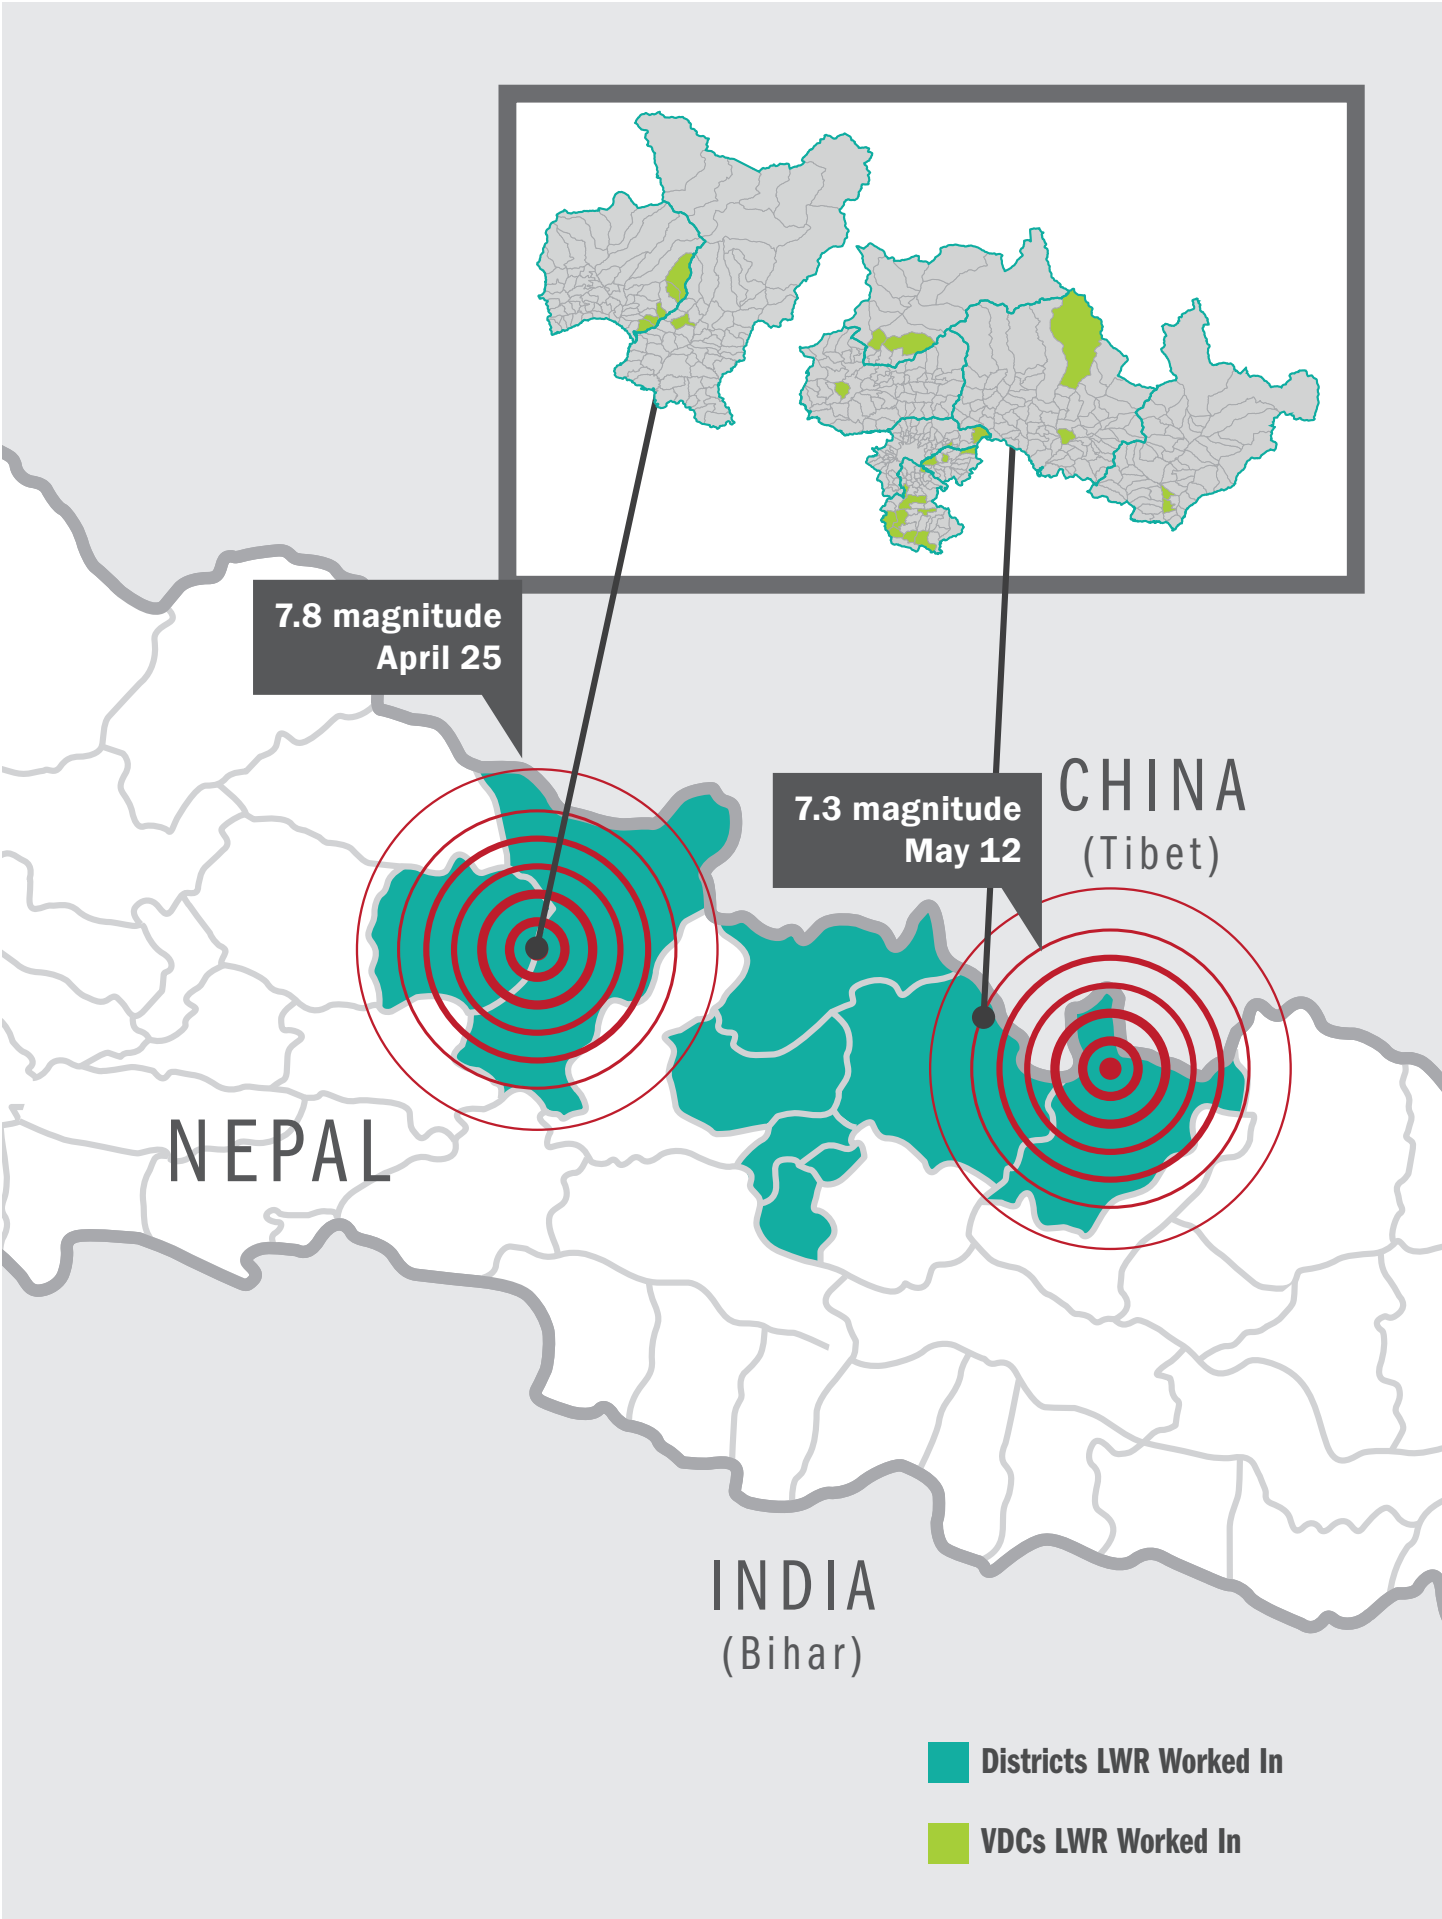 7.8 magnitude
April 25
7.3 magnitude
May 12
CHINA
(Tibet)
NEPAL
INDIA
(Bihar)
Districts LWR Worked In
VDCs LWR Worked In